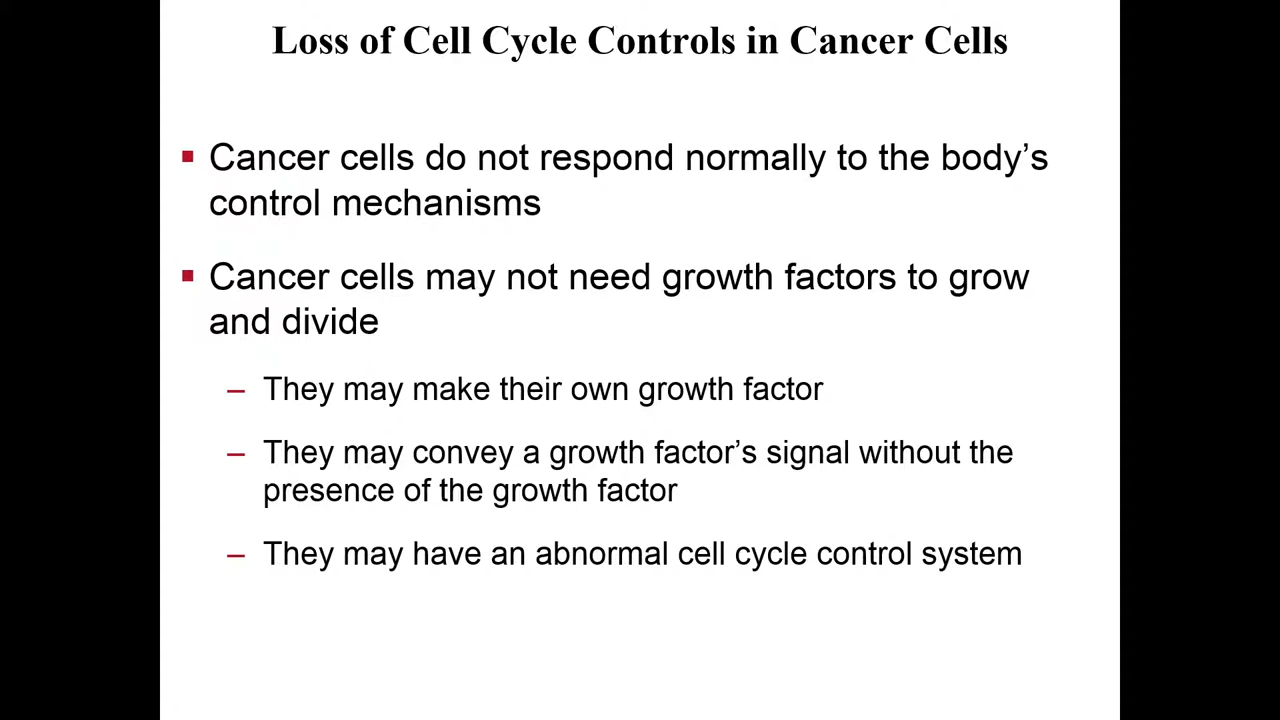 Loss of Cell Cycle Controls in Cancer Cells
▪ Cancer cells do not respond normally to the body’s
control mechanisms
▪ Cancer cells may not need growth factors to grow
and divide
– They may make their own growth factor
– They may convey a growth factor’s signal without the
presence of the growth factor
– They may have an abnormal cell cycle control system